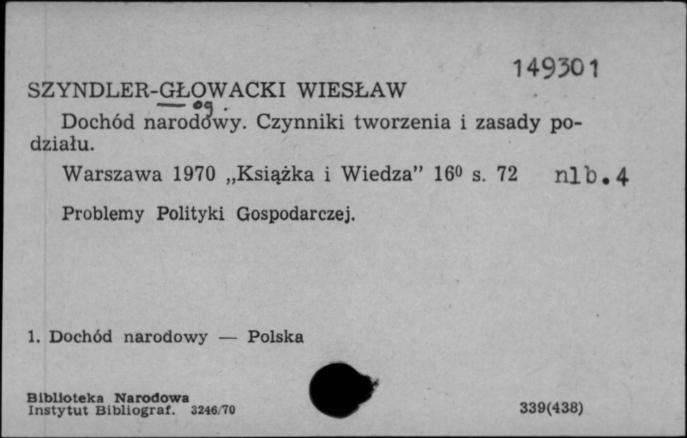 149301
SZYNDLER-GŁOWACKI WIESŁAW
og.
Dochód narodowy. Czynniki tworzenia i zasady po-
działu.
Warszawa 1970 „Książka i Wiedza” 16⁰ s. 72 nlb.4
Problemy Polityki Gospodarczej.
1. Dochód narodowy — Polska
Biblioteka Narodowa
Instytut Bibliograf. 3246/70 339(438)